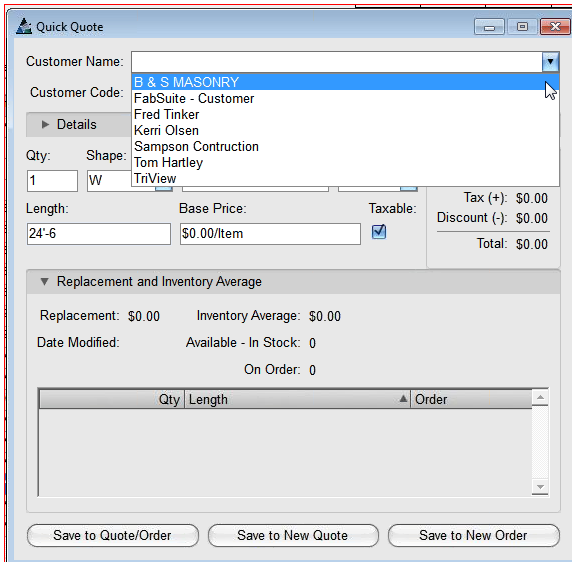 Quick Quote
Customer Name:
B & S MASONRY
Customer Code:
FabSuite - Customer
Fred Tinker
Details
Kerri Olsen
Sampson Contruction
Qty: Shape:
Tom Hartley
1 W
TriView
Tax (+): $0.00
Length: Base Price: Taxable:
Discount (-): $0.00
24'-6 $0.00/Item
Total: $0.00
Replacement and Inventory Average
Replacement: $0.00 Inventory Average: $0.00
Date Modified: Available - In Stock: 0
On Order: 0
Qty Length Order
Save to Quote/Order Save to New Quote Save to New Order